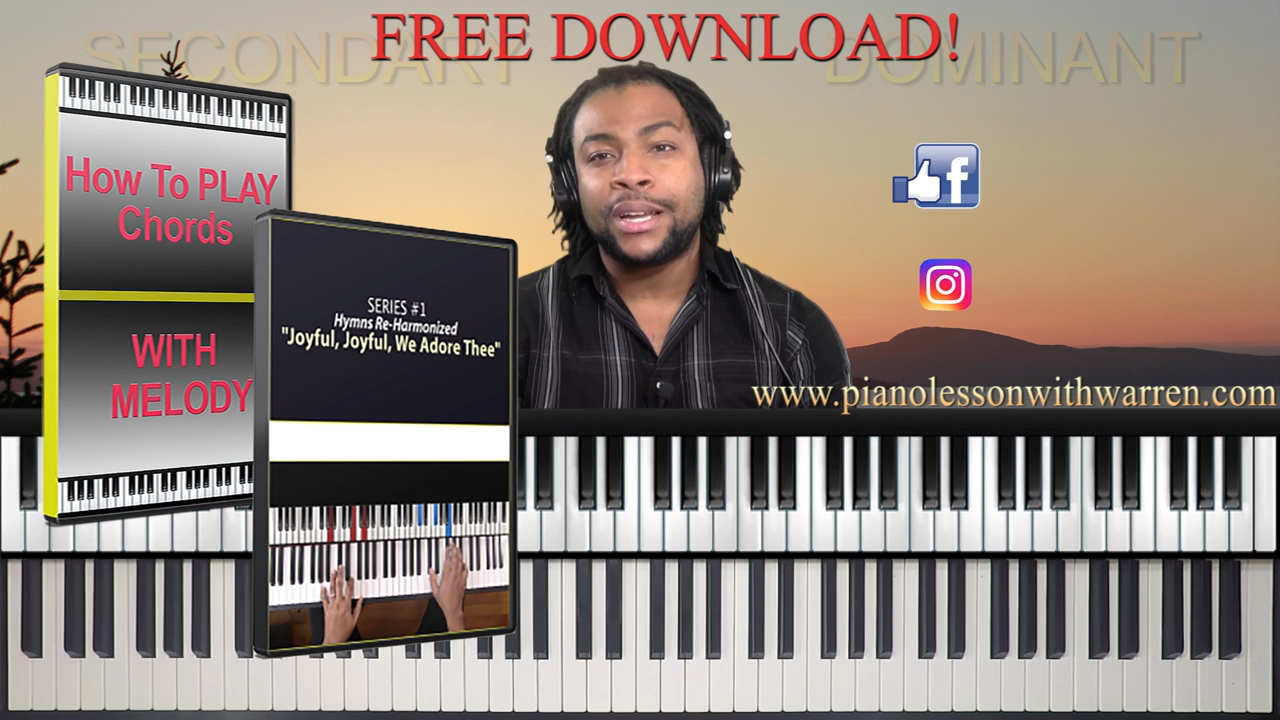 FREE DOWNLOAD!
SECONDARY DOMINANT
How To PLAY
Chords
WITH
MELODY
SERIES #1
Hymns Re-Harmonized
"Joyful, Joyful, We Adore Thee"
f
www.pianolessonwithwarren.com